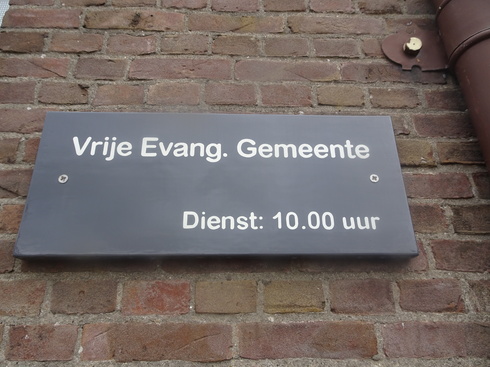 Vrije Evang. Gemeente
Dienst: 10.00 uur